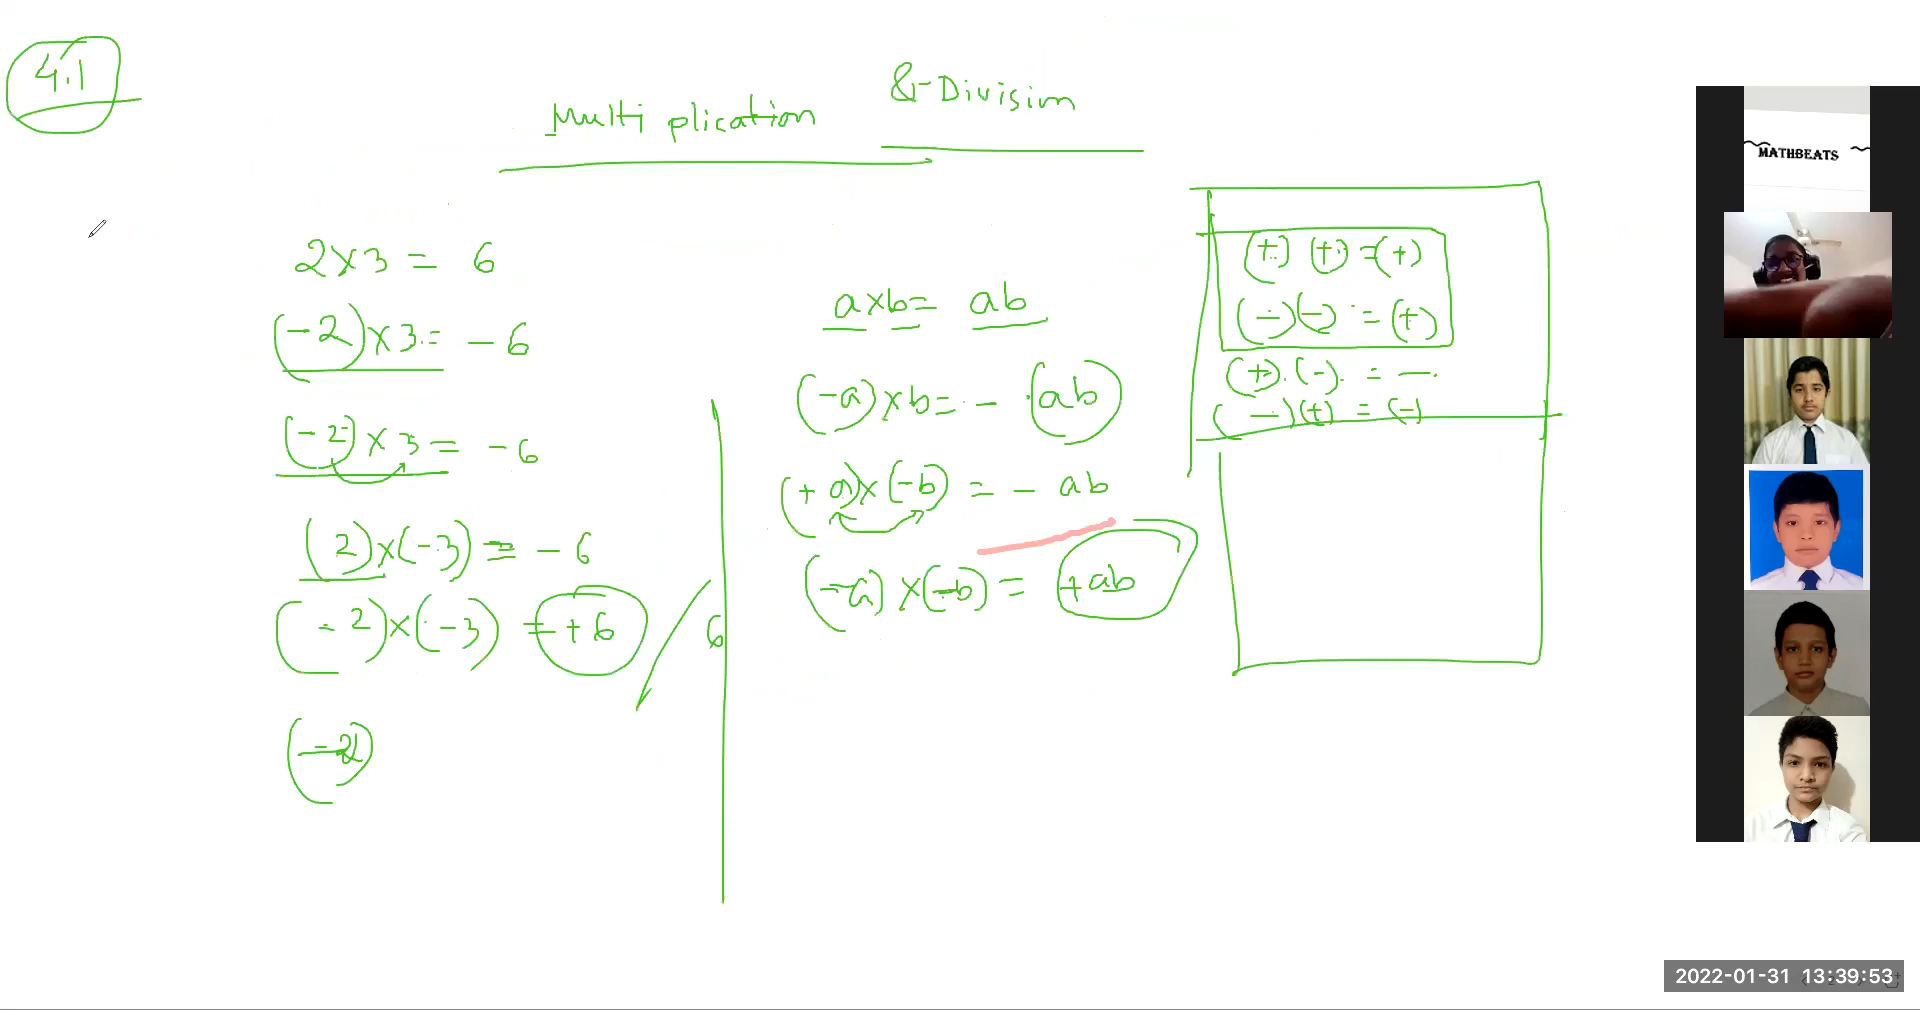 4.1
Multiplication & Division
2×3 = 6
(-2)×3 = -6
(-2)×3 = -6
(2)×(-3) = -6
(-2)×(-3) = +6
6
(-2)
a×b = ab
(-a)×b = -(ab)
(+a)×(-b) = -ab
(-a)×(-b) = +ab
(+)(+) = (+)
(-)(-) = (+)
(+).(-). = -.
(-)(+) = (-)
MATHBEATS
2022-01-31 13:39:53